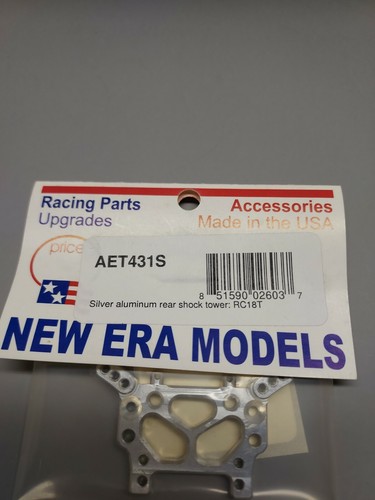 Racing Parts
Accessories
Upgrades
Made in the USA
price
AET431S
8 51590 02603 7
Silver aluminum rear shock tower: RC18T
NEW ERA MODELS